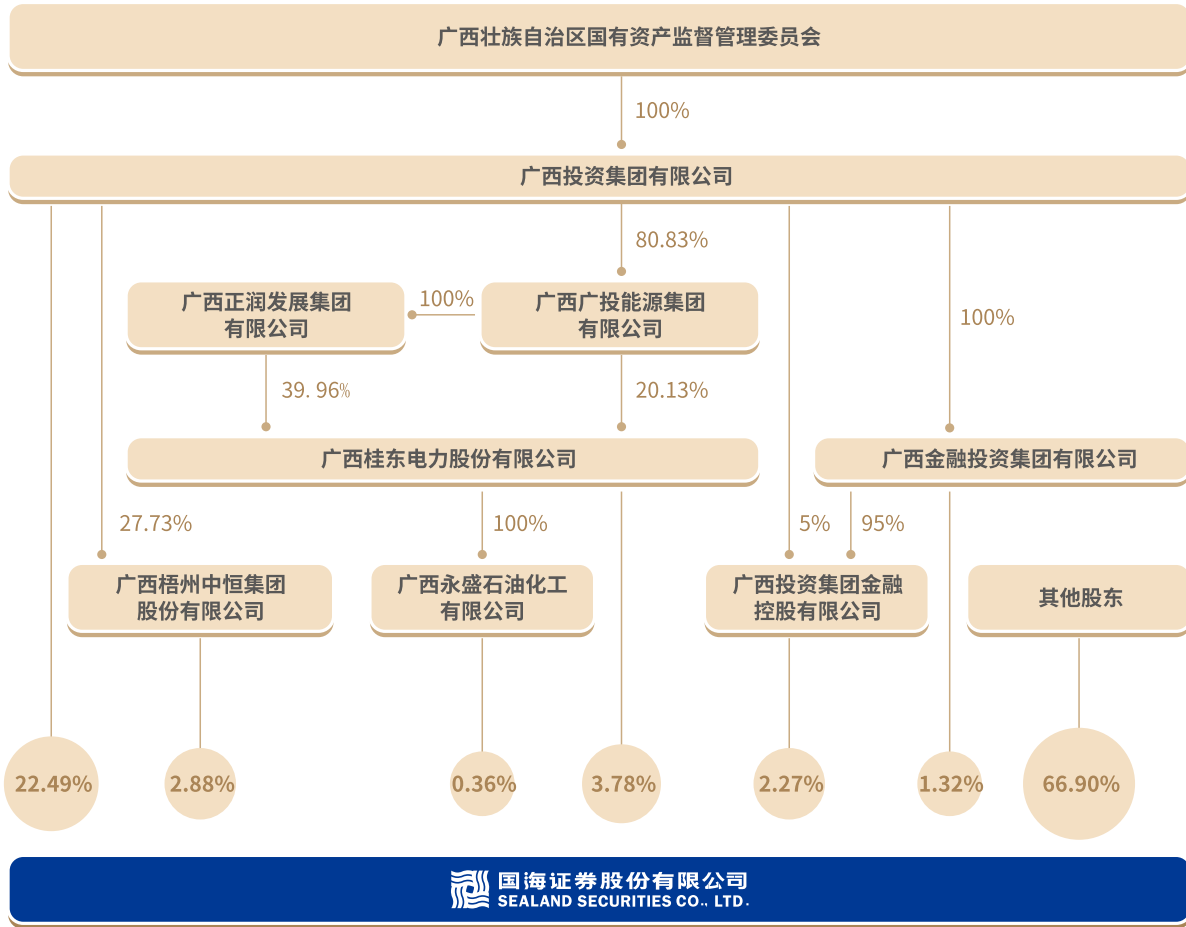 广西壮族自治区国有资产监督管理委员会
100%
广西投资集团有限公司
80.83%
广西正润发展集团
有限公司
100%
广西广投能源集团
有限公司
100%
39. 96%
20.13%
广西桂东电力股份有限公司
广西金融投资集团有限公司
27.73%
100%
5%
95%
广西梧州中恒集团
股份有限公司
广西永盛石油化工
有限公司
广西投资集团金融
控股有限公司
其他股东
22.49%
2.88%
0.36%
3.78%
2.27%
1.32%
66.90%
国海证券股份有限公司
SEALAND SECURITIES CO., LTD.